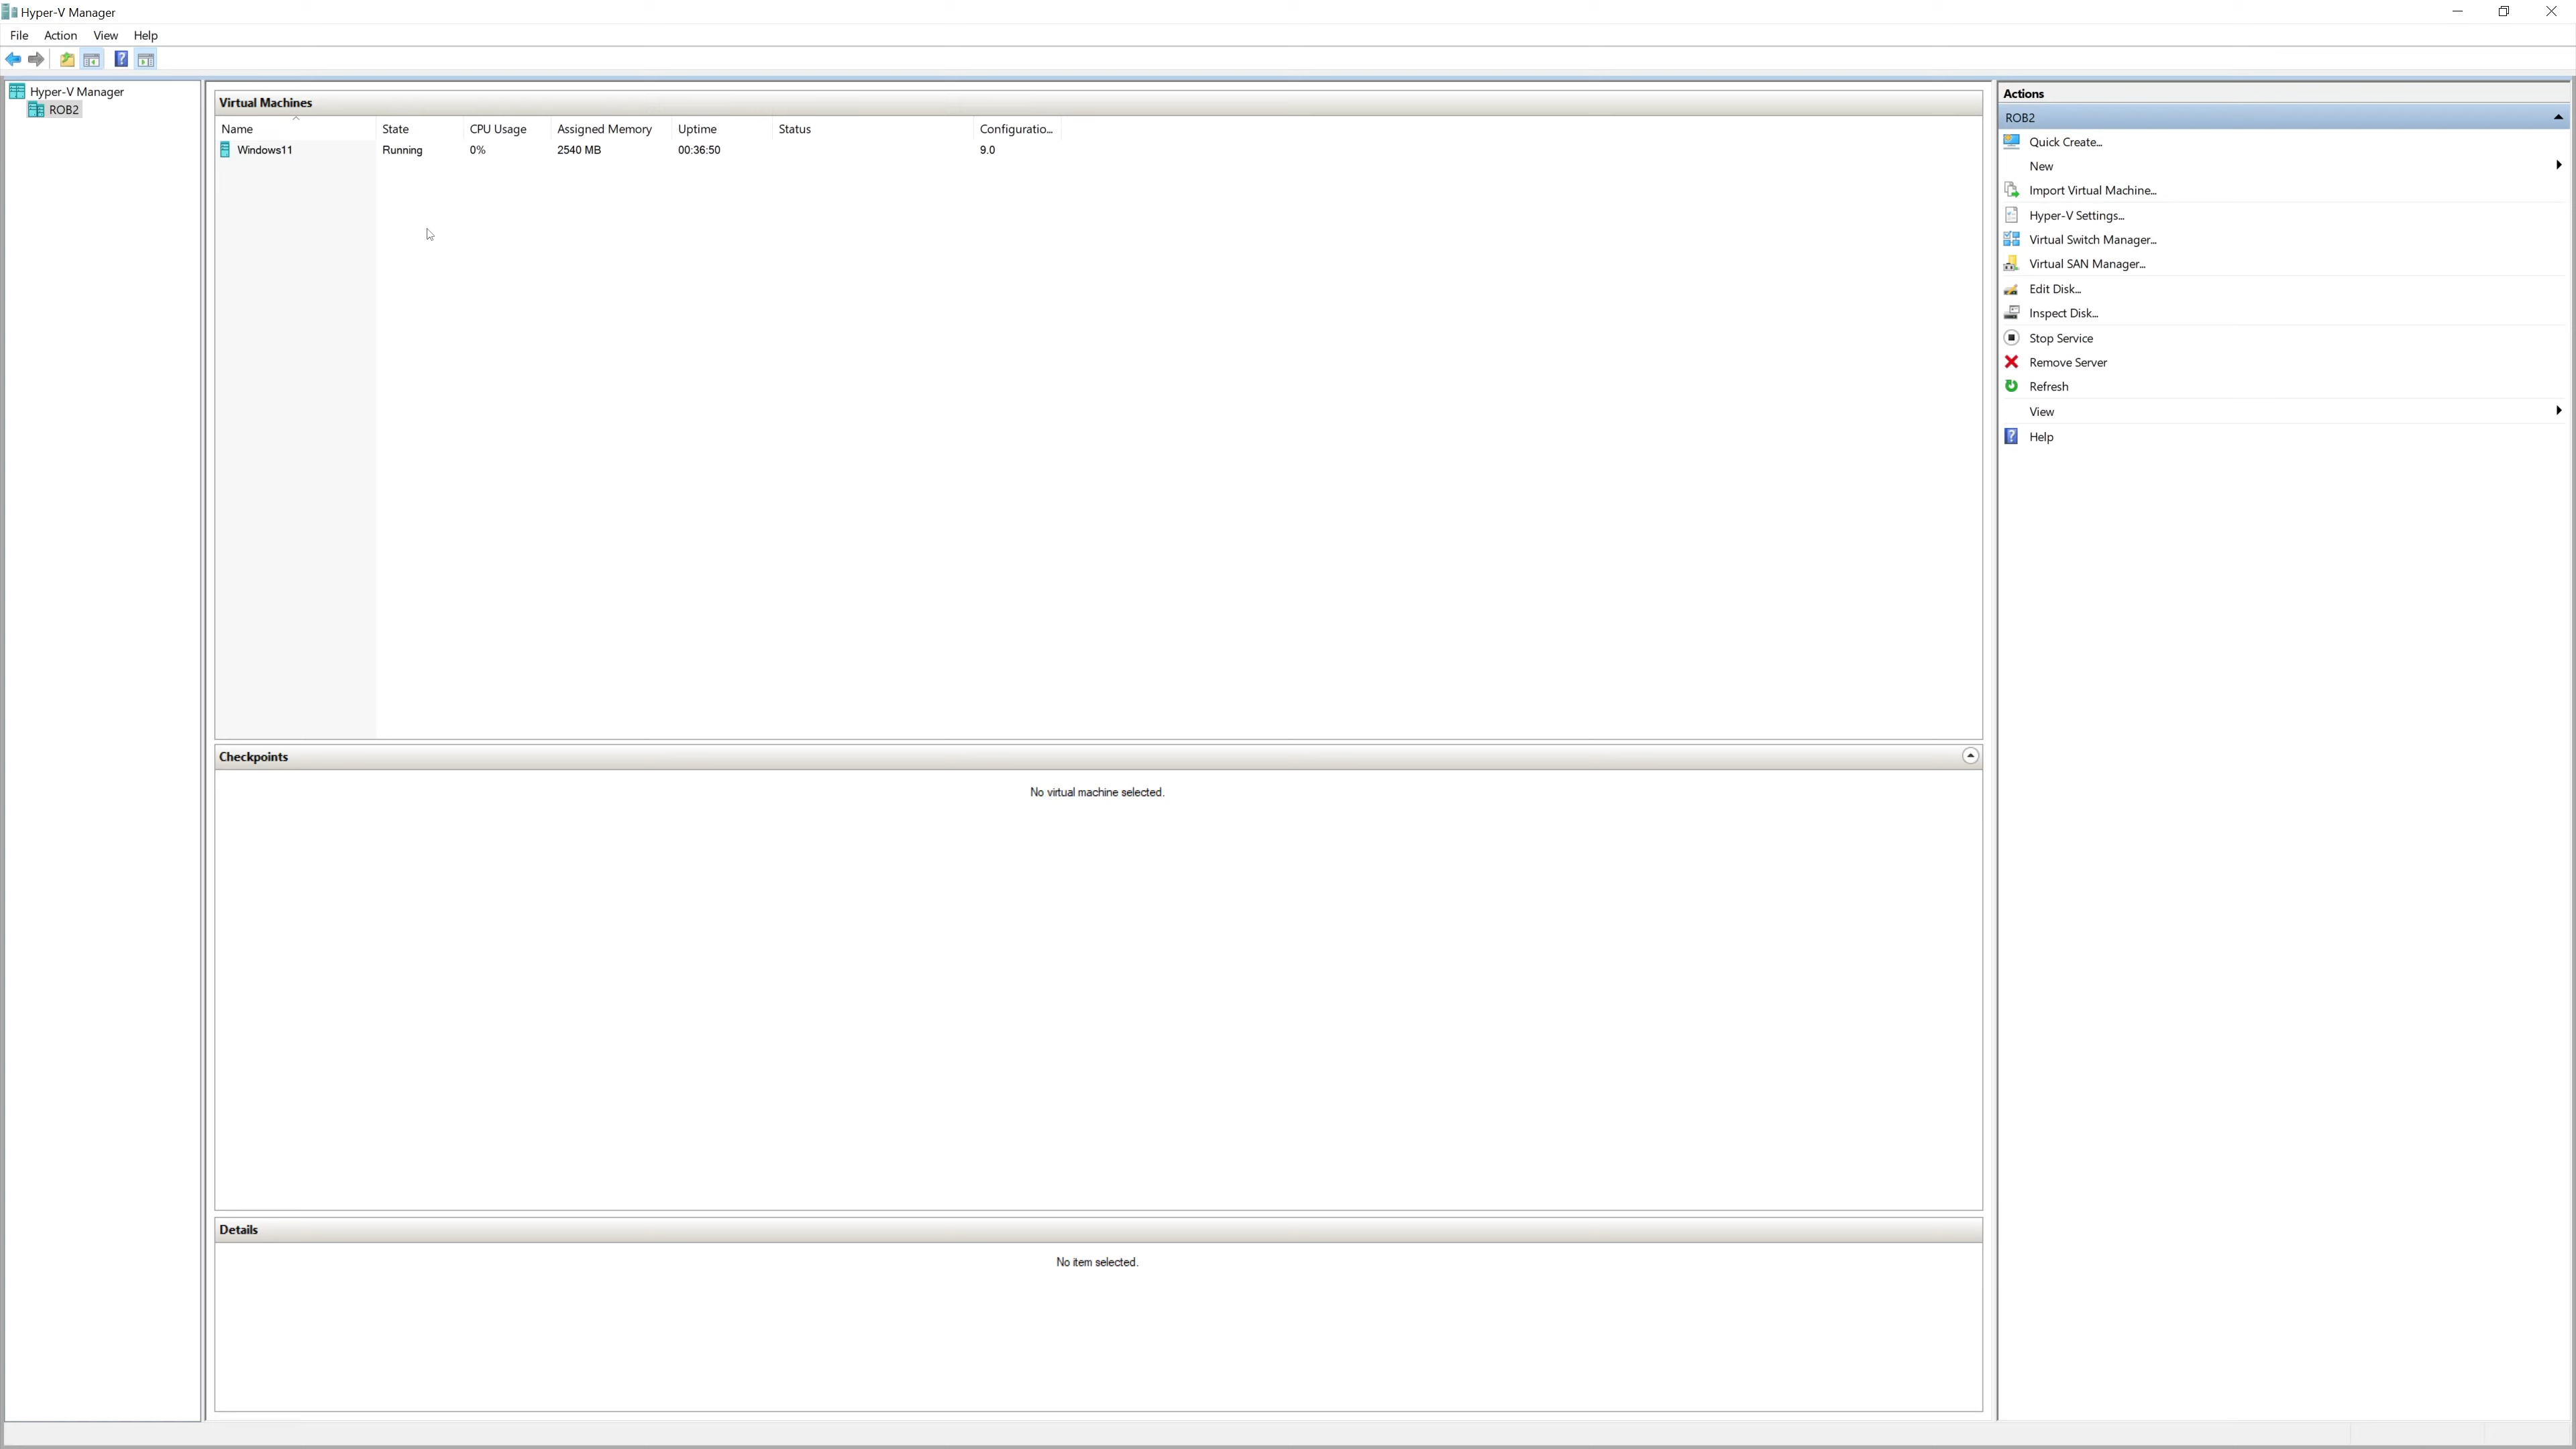 Hyper-V Manager
File Action View Help
Hyper-V Manager
ROB2
Virtual Machines
Name State CPU Usage Assigned Memory Uptime Status Configuratio...
Windows11 Running 0% 2540 MB 00:36:50 9.0
Checkpoints
No virtual machine selected.
Details
No item selected.
Actions
ROB2
Quick Create...
New
Import Virtual Machine...
Hyper-V Settings...
Virtual Switch Manager...
Virtual SAN Manager...
Edit Disk...
Inspect Disk...
Stop Service
Remove Server
Refresh
View
Help